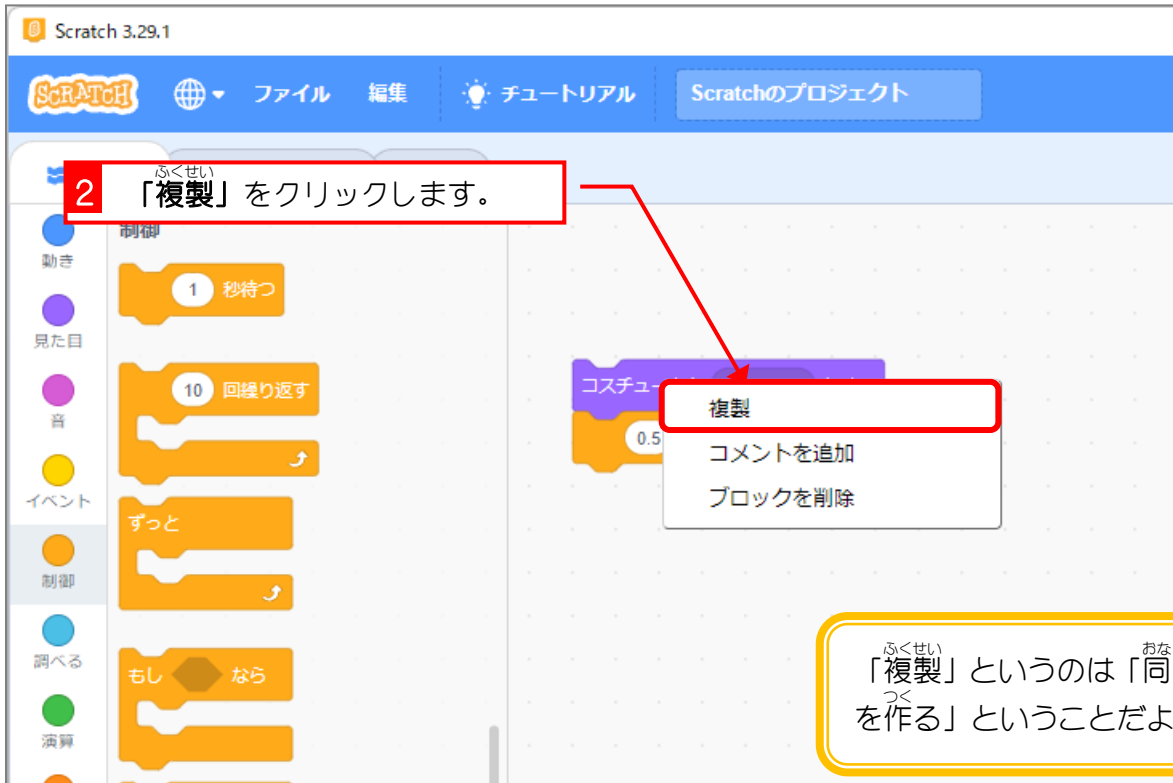 Scratch 3.29.1
SCRATCH ファイル 編集 チュートリアル Scratchのプロジェクト
ふくせい
2 「複製」をクリックします。
制御
動き
1 秒待つ
見た目
コスチュー
10 回繰り返す
複製
音
0.5
コメントを追加
イベント
ブロックを削除
ずっと
制御
調べる
もし なら
演算
ふくせい おな
「複製」というのは「同
つく
を作る」ということだよ